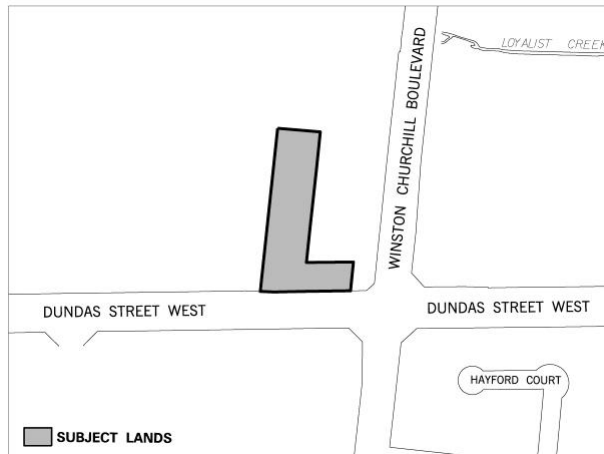 LOYALIST CREEK
WINSTON CHURCHILL BOULEVARD
DUNDAS STREET WEST
DUNDAS STREET WEST
HAYFORD COURT
SUBJECT LANDS